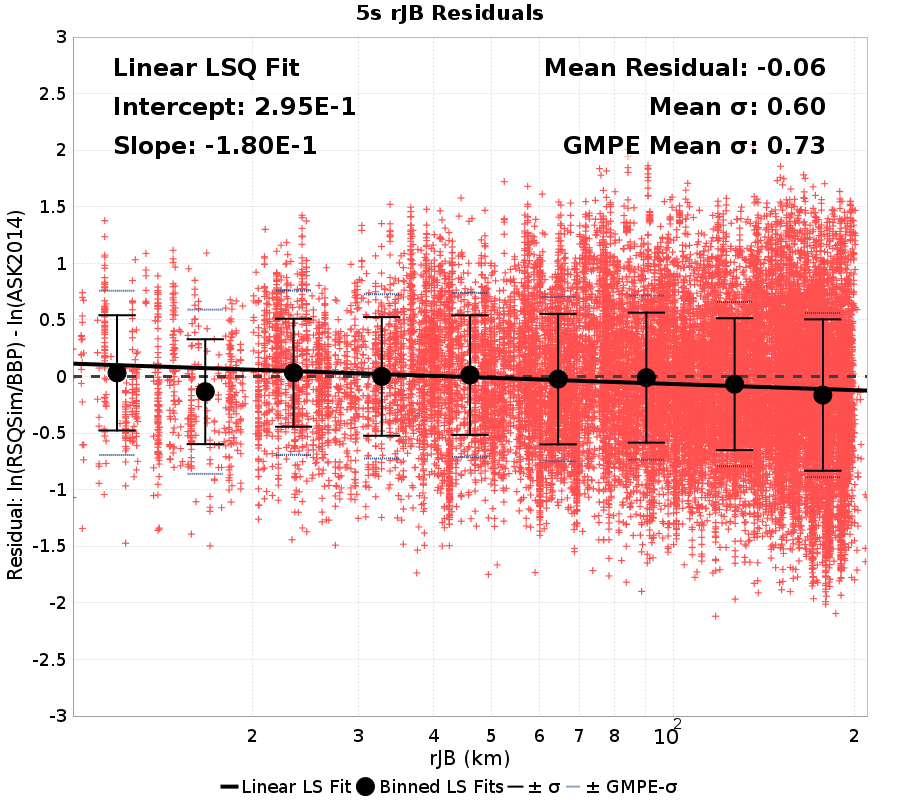 5s rJB Residuals
Linear LSQ Fit
Intercept: 2.95E-1
Slope: -1.80E-1
Mean Residual: -0.06
Mean σ: 0.60
GMPE Mean σ: 0.73
Residual: ln(RSQSim/BBP) - ln(ASK2014)
3
2.5
2
1.5
1
0.5
0
-0.5
-1
-1.5
-2
-2.5
-3
2 3 4 5 6 7 8 10² 2
rJB (km)
Linear LS Fit Binned LS Fits ± σ ± GMPE-σ